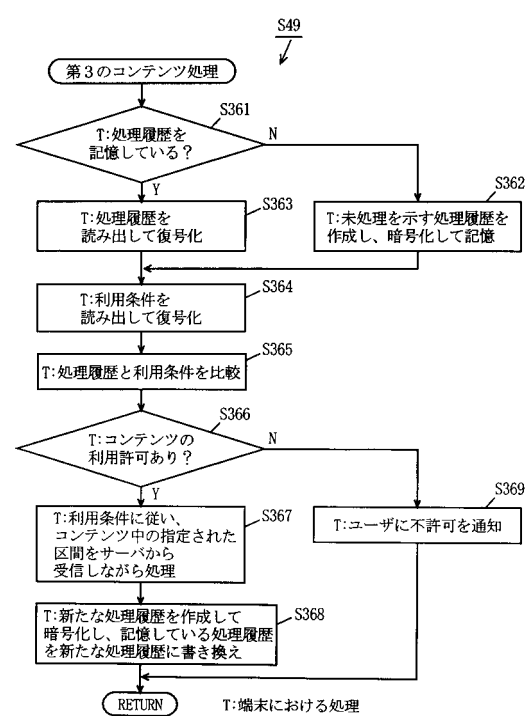 S49
第3のコンテンツ処理
S361
T:処理履歴を
記憶している?
N
Y
S362
T:未処理を示す処理履歴を
作成し、暗号化して記憶
S363
T:処理履歴を
読み出して復号化
S364
T:利用条件を
読み出して復号化
S365
T:処理履歴と利用条件を比較
S366
T:コンテンツの
利用許可あり?
N
Y
S369
T:ユーザに不許可を通知
S367
T:利用条件に従い、
コンテンツ中の指定された
区間をサーバから
受信しながら処理
S368
T:新たな処理履歴を作成して
暗号化し、記憶している処理履歴
を新たな処理履歴に書き換え
RETURN
T:端末における処理